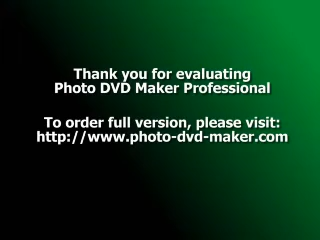 Thank you for evaluating
Photo DVD Maker Professional
To order full version, please visit:
http://www.photo-dvd-maker.com